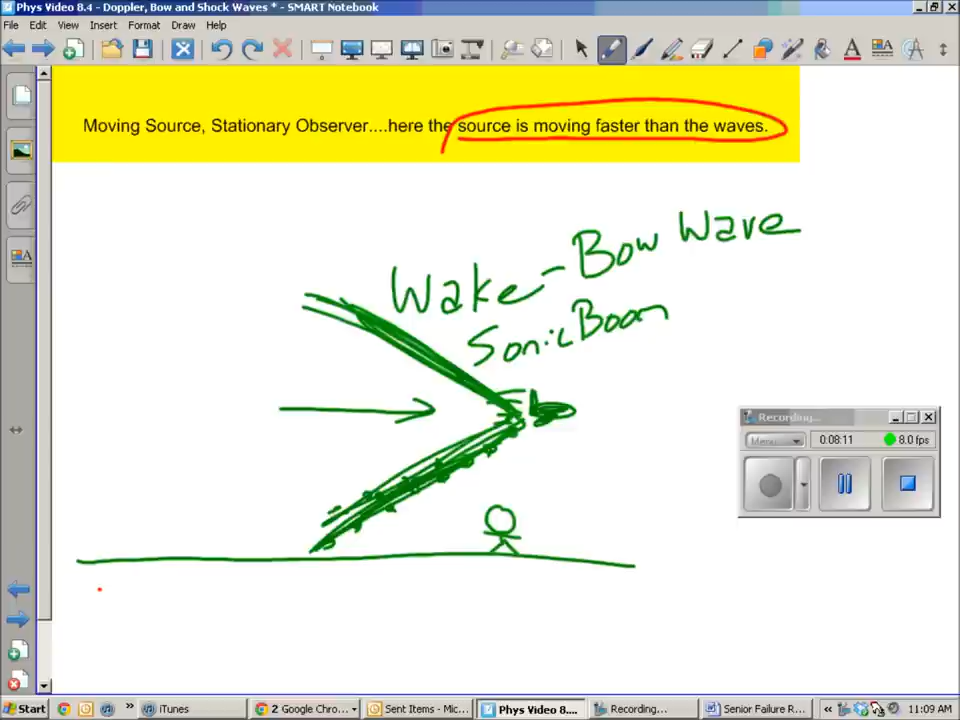 Phys Video 8.4 - Doppler, Bow and Shock Waves * - SMART Notebook
File Edit View Insert Format Draw Help
Moving Source, Stationary Observer....here the source is moving faster than the waves.
Wake - Bow Wave
Sonic Boom
Recording...
Menu
0:08:11
8.0 fps
Start
iTunes
2 Google Chro...
Sent Items - Mic...
Phys Video 8....
Recording...
Senior Failure R...
11:09 AM